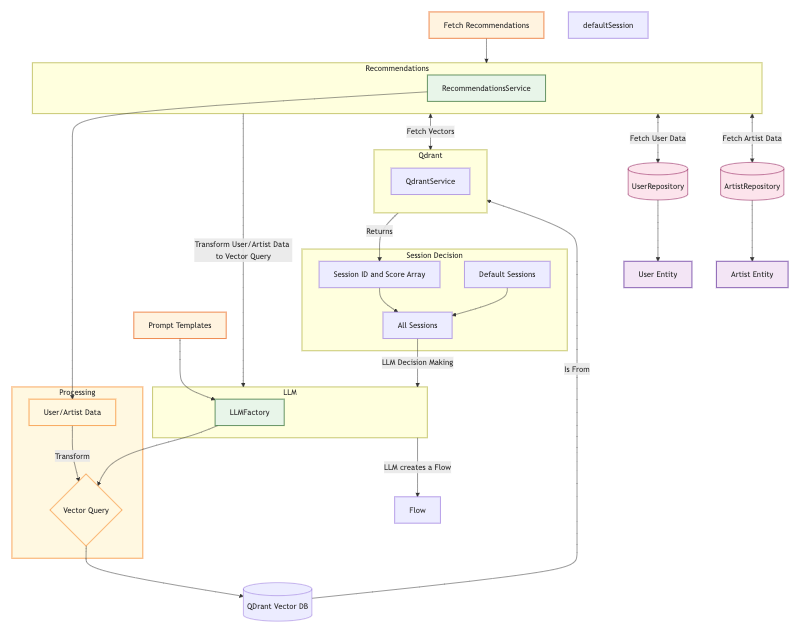 Fetch Recommendations
defaultSession
Recommendations
RecommendationsService
Fetch Vectors
Fetch User Data
Fetch Artist Data
Qdrant
QdrantService
UserRepository
ArtistRepository
Returns
Transform User/Artist Data
to Vector Query
Session Decision
Session ID and Score Array
Default Sessions
User Entity
Artist Entity
Prompt Templates
All Sessions
LLM Decision Making
Is From
Processing
LLM
User/Artist Data
LLMFactory
Transform
LLM creates a Flow
Vector Query
Flow
QDrant Vector DB